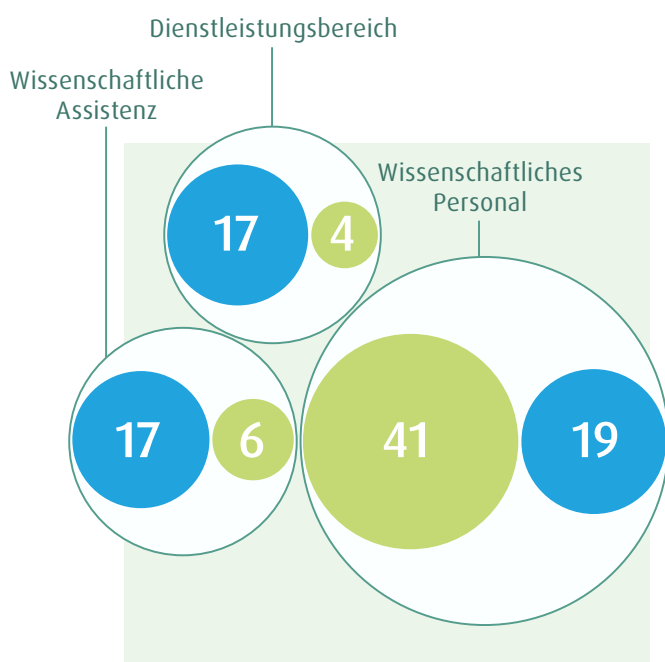 Dienstleistungsbereich
Wissenschaftliche
Assistenz
Wissenschaftliches
Personal
17
4
17
6
41
19